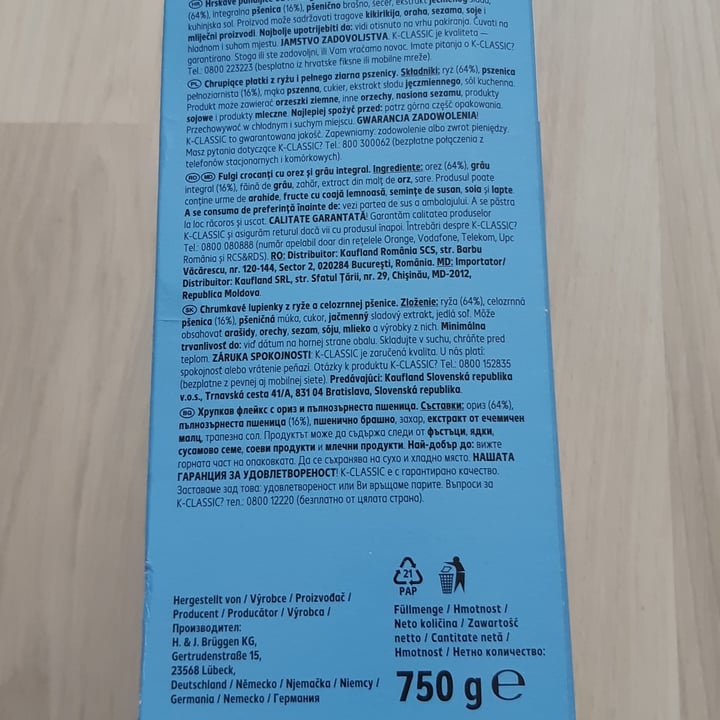 HR Hrskave pahuljice
(64%), integralna pšenica (16%), pšenično brašno, šećer, ekstrakt ječmenog slada,
kuhinjska sol. Proizvod može sadržavati tragove kikirikija, oraha, sezama, soje i
mliječni proizvodi. Najbolje upotrijebiti do: vidi otisnuto na vrhu pakiranja. Čuvati na
hladnom i suhom mjestu. JAMSTVO ZADOVOLJSTVA. K-CLASSIC je kvaliteta —
garantirano. Stoga ili ste zadovoljni, ili Vam vraćamo novac. Imate pitanja o K-CLASSIC?
Tel.: 0800 223223 (besplatno iz hrvatske fiksne ili mobilne mreže).
PL Chrupiące płatki z ryżu i pełnego ziarna pszenicy. Składniki: ryż (64%), pszenica
pełnoziarnista (16%), mąka pszenna, cukier, ekstrakt słodu jęczmiennego, sól kuchenna.
Produkt może zawierać orzeszki ziemne, inne orzechy, nasiona sezamu, produkty
sojowe i produkty mleczne. Najlepiej spożyć przed: patrz górna część opakowania.
Przechowywać w chłodnym i suchym miejscu. GWARANCJA ZADOWOLENIA!
K-CLASSIC to gwarantowana jakość. Zapewniamy: zadowolenie albo zwrot pieniędzy.
Masz pytania dotyczące K-CLASSIC? Tel.: 800 300062 (bezpłatne połączenia z
telefonów stacjonarnych i komórkowych).
RO MD Fulgi crocanți cu orez și grâu integral. Ingrediente: orez (64%), grâu
integral (16%), făină de grâu, zahăr, extract din malț de orz, sare. Produsul poate
conține urme de arahide, fructe cu coajă lemnoasă, semințe de susan, soia și lapte.
A se consuma de preferință înainte de: vezi partea de sus a ambalajului. A se păstra
la loc răcoros și uscat. CALITATE GARANTATĂ! Garantăm calitatea produselor
K-CLASSIC și asigurăm returul dacă vii cu produsul înapoi. Întrebări despre K-CLASSIC?
Tel.: 0800 080888 (număr apelabil doar din rețelele Orange, Vodafone, Telekom, Upc
România și RCS&RDS). RO: Distribuitor: Kaufland România SCS, str. Barbu
Văcărescu, nr. 120-144, Sector 2, 020284 București, România. MD: Importator/
Distribuitor: Kaufland SRL, str. Sfatul Țării, nr. 29, Chișinău, MD-2012,
Republica Moldova.
SK Chrumkavé lupienky z ryže a celozrnnej pšenice. Zloženie: ryža (64%), celozrnná
pšenica (16%), pšeničná múka, cukor, jačmenný sladový extrakt, jedlá soľ. Môže
obsahovať arašidy, orechy, sezam, sóju, mlieko a výrobky z nich. Minimálna
trvanlivosť do: viď dátum na hornej strane obalu. Skladujte v suchu, chráňte pred
teplom. ZÁRUKA SPOKOJNOSTI! K-CLASSIC je zaručená kvalita. U nás platí:
spokojnosť alebo vrátenie peňazí. Otázky k produktu K-CLASSIC? Tel.: 0800 152835
(bezplatne z pevnej aj mobilnej siete). Predávajúci: Kaufland Slovenská republika
v.o.s., Trnavská cesta 41/A, 831 04 Bratislava, Slovenská republika.
BG Хрупкав флейкс с ориз и пълнозърнеста пшеница. Съставки: ориз (64%),
пълнозърнеста пшеница (16%), пшенично брашно, захар, екстракт от ечемичен
малц, трапезна сол. Продуктът може да съдържа следи от фъстъци, ядки,
сусамово семе, соеви продукти и млечни продукти. Най-добър до: вижте
горната част на опаковката. Да се съхранява на сухо и хладно място. НАШАТА
ГАРАНЦИЯ ЗА УДОВЛЕТВОРЕНОСТ! K-CLASSIC е с гарантирано качество.
Заставаме зад това: удовлетвореност или Ви връщаме парите. Въпроси за
K-CLASSIC? тел.: 0800 12220 (безплатно от цялата страна).
21
PAP
Hergestellt von / Výrobce / Proizvođač /
Producent / Producător / Výrobca /
Производител:
H. & J. Brüggen KG,
Gertrudenstraße 15,
23568 Lübeck,
Deutschland / Německo / Njemačka / Niemcy /
Germania / Nemecko / Германия
Füllmenge / Hmotnost /
Neto količina / Zawartość
netto / Cantitate netă /
Hmotnosť / Нетно количество:
750 g e